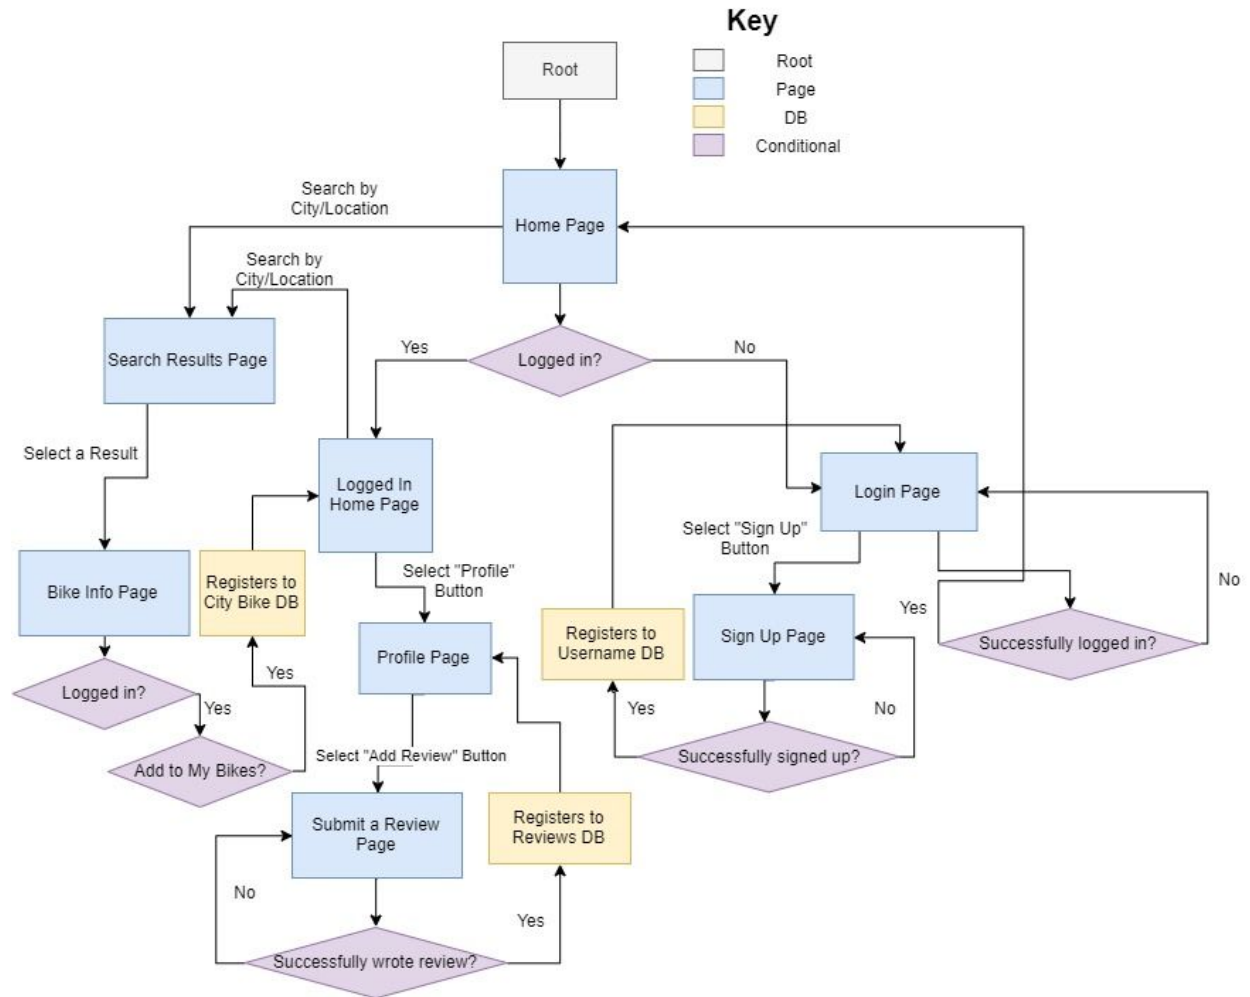 Key
Root
Root
Page
DB
Conditional
Search by
City/Location
Home Page
Search by
City/Location
Search Results Page
Yes
Logged in?
No
Select a Result
Logged In
Home Page
Login Page
Select "Sign Up"
Button
Bike Info Page
Registers to
City Bike DB
Select "Profile"
Button
No
Yes
Registers to
Username DB
Sign Up Page
Successfully logged in?
Profile Page
Logged in?
Yes
Yes
Yes
No
Add to My Bikes?
Select "Add Review" Button
Successfully signed up?
Submit a Review
Page
Registers to
Reviews DB
No
Yes
Successfully wrote review?